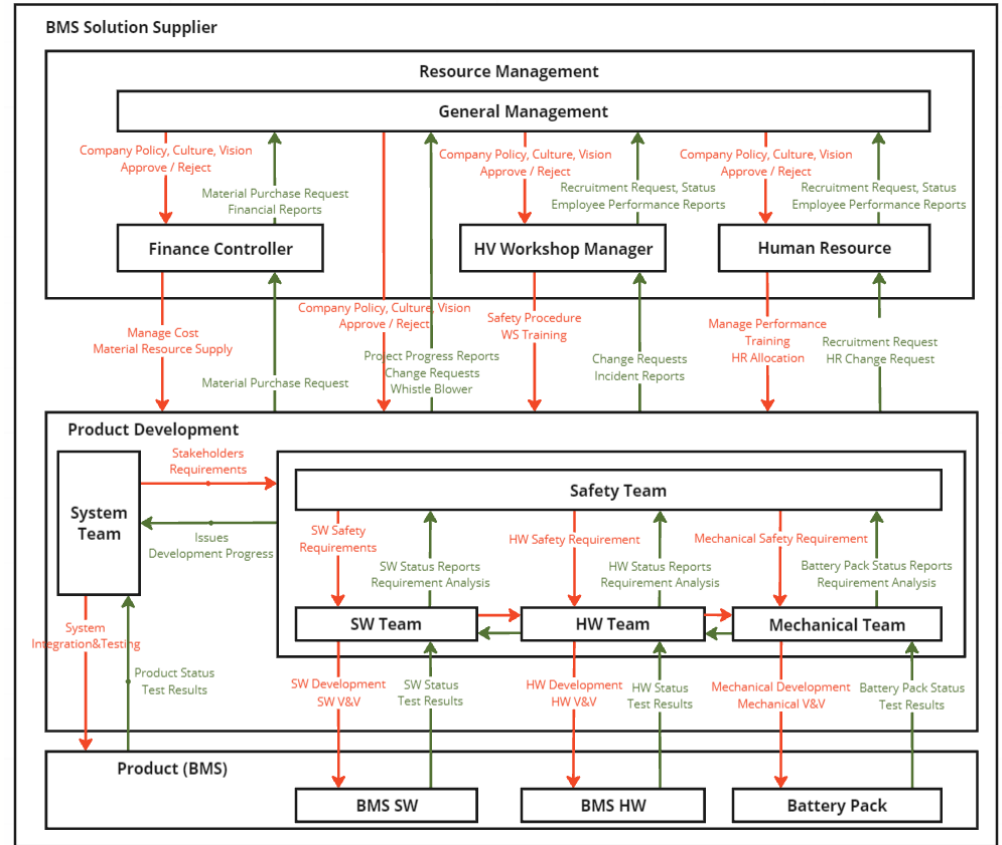 BMS Solution Supplier
Resource Management
General Management
Company Policy, Culture, Vision
Approve / Reject
Material Purchase Request
Financial Reports
Company Policy, Culture, Vision
Approve / Reject
Recruitment Request, Status
Employee Performance Reports
Company Policy, Culture, Vision
Approve / Reject
Recruitment Request, Status
Employee Performance Reports
Finance Controller
HV Workshop Manager
Human Resource
Manage Cost
Material Resource Supply
Material Purchase Request
Company Policy, Culture, Vision
Approve / Reject
Project Progress Reports
Change Requests
Whistle Blower
Safety Procedure
WS Training
Change Requests
Incident Reports
Manage Performance
Training
HR Allocation
Recruitment Request
HR Change Request
Product Development
System
Team
Stakeholders
Requirements
Issues
Development Progress
Safety Team
SW Safety
Requirements
SW Status Reports
Requirement Analysis
HW Safety Requirement
HW Status Reports
Requirement Analysis
Mechanical Safety Requirement
Battery Pack Status Reports
Requirement Analysis
SW Team
HW Team
Mechanical Team
System
Integration&Testing
Product Status
Test Results
SW Development
SW V&V
SW Status
Test Results
HW Development
HW V&V
HW Status
Test Results
Mechanical Development
Mechanical V&V
Battery Pack Status
Test Results
Product (BMS)
BMS SW
BMS HW
Battery Pack